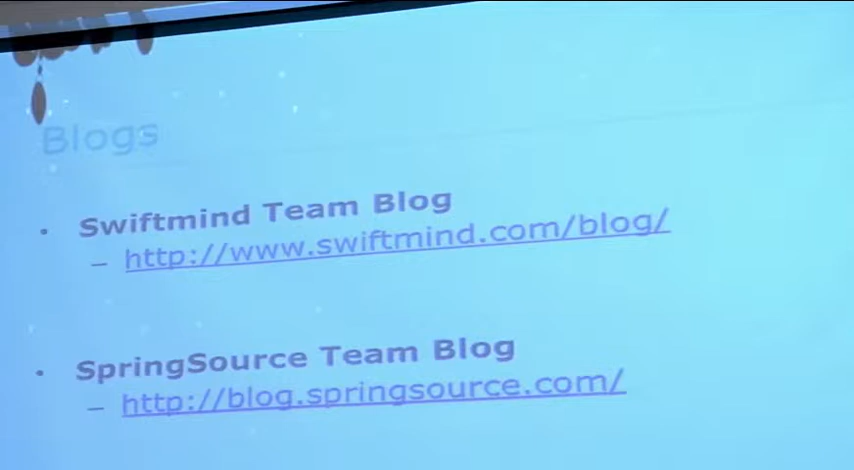 Blogs
• Swiftmind Team Blog
– http://www.swiftmind.com/blog/
• SpringSource Team Blog
– http://blog.springsource.com/